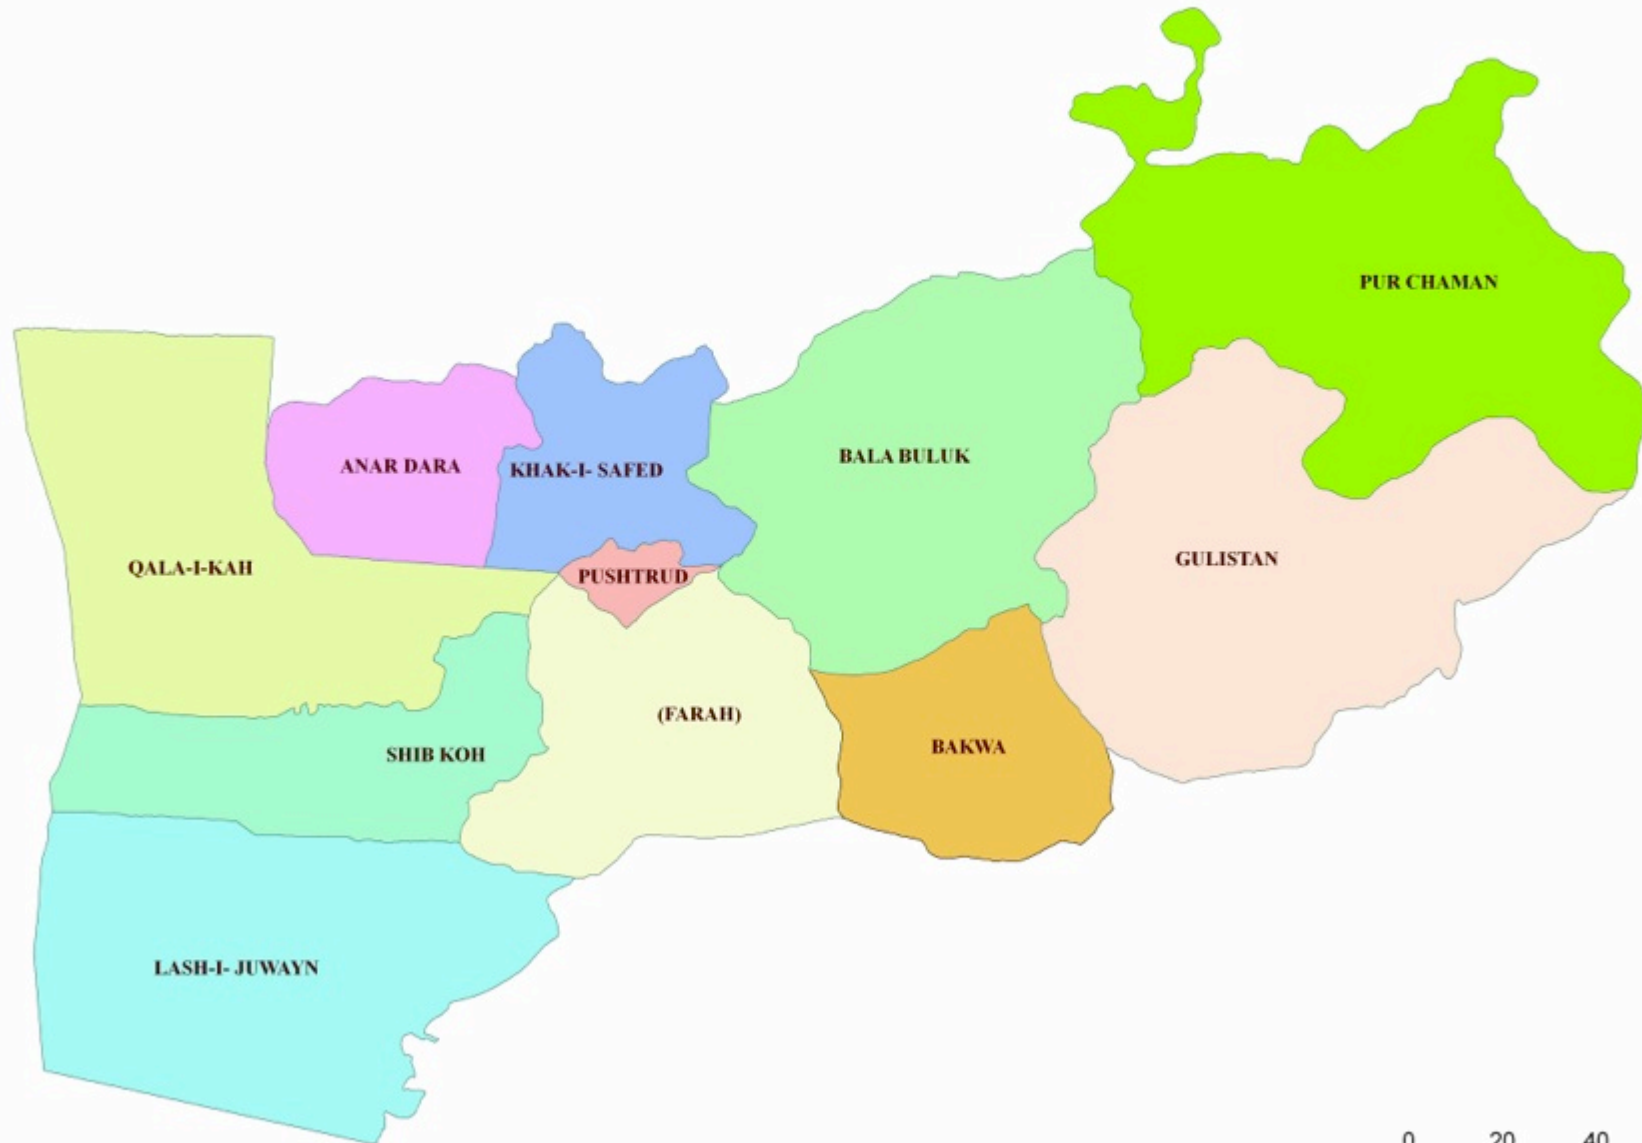 PUR CHAMAN
BALA BULUK
ANAR DARA
KHAK-I- SAFED
GULISTAN
QALA-I-KAH
PUSHTRUD
(FARAH)
BAKWA
SHIB KOH
LASH-I- JUWAYN
0 20 40